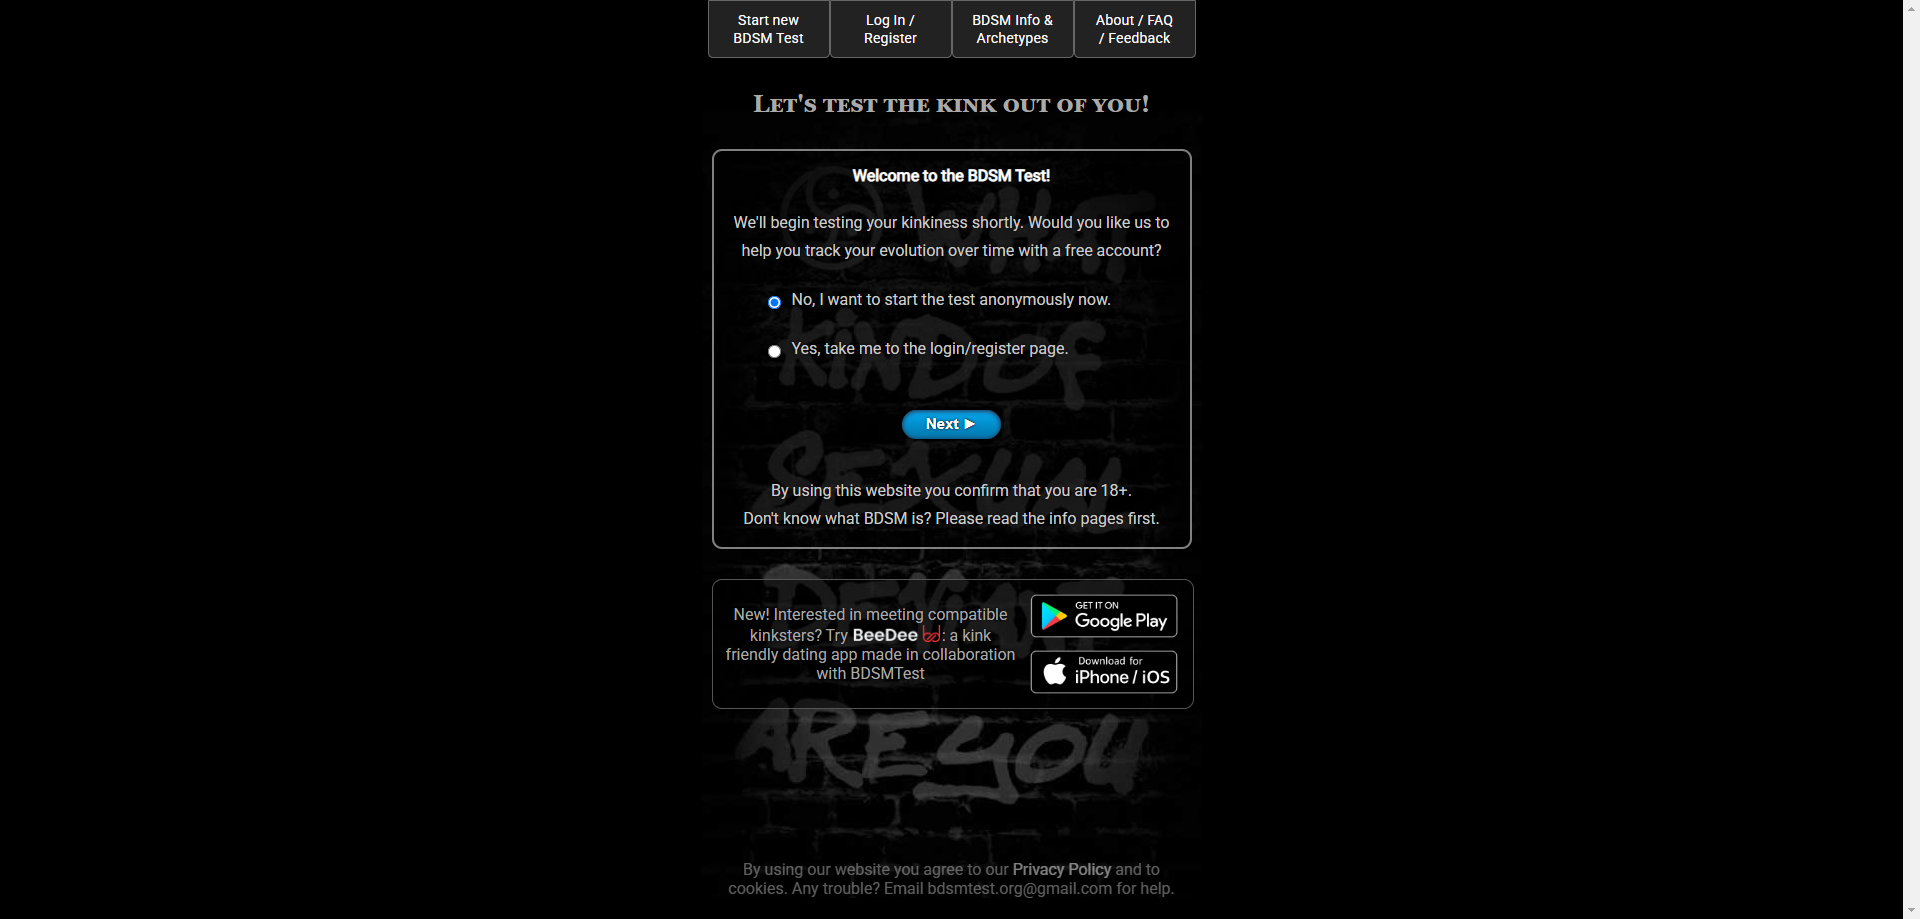 Start new
BDSM Test
Log In /
Register
BDSM Info &
Archetypes
About / FAQ
/ Feedback
Let's test the kink out of you!
Welcome to the BDSM Test!
We'll begin testing your kinkiness shortly. Would you like us to
help you track your evolution over time with a free account?
No, I want to start the test anonymously now.
Yes, take me to the login/register page.
Next ►
By using this website you confirm that you are 18+.
Don't know what BDSM is? Please read the info pages first.
New! Interested in meeting compatible
kinksters? Try BeeDee : a kink
friendly dating app made in collaboration
with BDSMTest
GET IT ON
Google Play
Download for
iPhone / iOS
WHAT
KIND OF
SEXUAL
DEVIANT
ARE YOU
By using our website you agree to our Privacy Policy and to
cookies. Any trouble? Email bdsmtest.org@gmail.com for help.